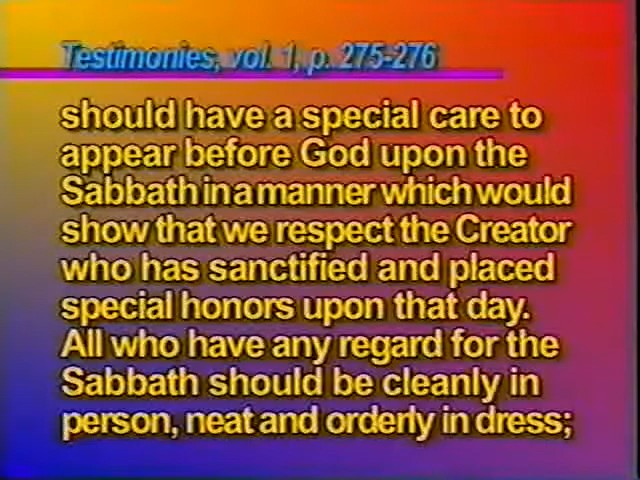 Testimonies, vol. 1, p. 275-276
should have a special care to
appear before God upon the
Sabbath in a manner which would
show that we respect the Creator
who has sanctified and placed
special honors upon that day.
All who have any regard for the
Sabbath should be cleanly in
person, neat and orderly in dress;